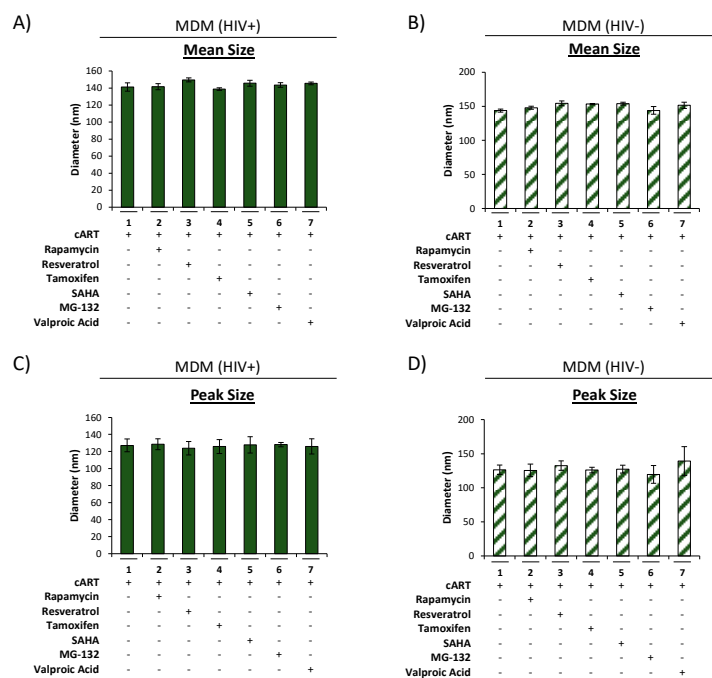 A)
MDM (HIV+)
Mean Size
Diameter (nm)
160
140
120
100
80
60
40
20
0
1 2 3 4 5 6 7
cART + + + + + + +
Rapamycin - + - - - - -
Resveratrol - - + - - - -
Tamoxifen - - - + - - -
SAHA - - - - + - -
MG-132 - - - - - + -
Valproic Acid - - - - - - +
B)
MDM (HIV-)
Mean Size
Diameter (nm)
200
150
100
50
0
1 2 3 4 5 6 7
cART + + + + + + +
Rapamycin - + - - - - -
Resveratrol - - + - - - -
Tamoxifen - - - + - - -
SAHA - - - - + - -
MG-132 - - - - - + -
Valproic Acid - - - - - - +
C)
MDM (HIV+)
Peak Size
Diameter (nm)
160
140
120
100
80
60
40
20
0
1 2 3 4 5 6 7
cART + + + + + + +
Rapamycin - + - - - - -
Resveratrol - - + - - - -
Tamoxifen - - - + - - -
SAHA - - - - + - -
MG-132 - - - - - + -
Valproic Acid - - - - - - +
D)
MDM (HIV-)
Peak Size
Diameter (nm)
200
150
100
50
0
1 2 3 4 5 6 7
cART + + + + + + +
Rapamycin - + - - - - -
Resveratrol - - + - - - -
Tamoxifen - - - + - - -
SAHA - - - - + - -
MG-132 - - - - - + -
Valproic Acid - - - - - - +